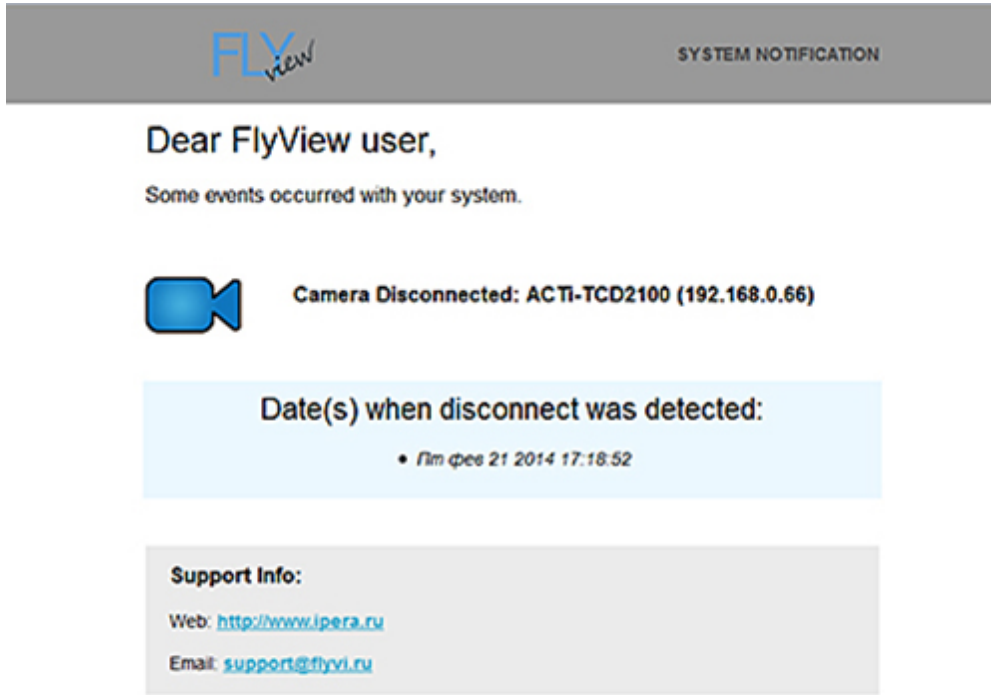 FLYview
SYSTEM NOTIFICATION
Dear FlyView user,
Some events occurred with your system.
Camera Disconnected: ACTi-TCD2100 (192.168.0.66)
Date(s) when disconnect was detected:
• Пт фев 21 2014 17:18:52
Support Info:
Web: http://www.ipera.ru
Email: support@flyvi.ru